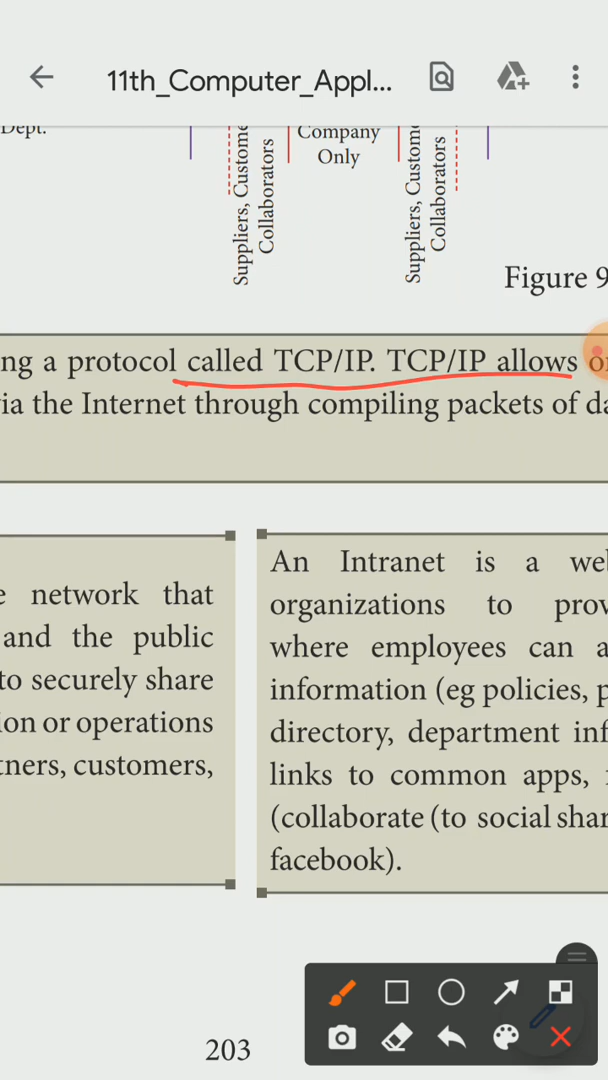 11th_Computer_Appl...
Dept.
Company
Only
Suppliers, Custome
Collaborators
Suppliers, Custom
Collaborators
Figure 9
ng a protocol called TCP/IP. TCP/IP allows o
via the Internet through compiling packets of da
e network that
and the public
to securely share
ion or operations
tners, customers,
An Intranet is a we
organizations to prov
where employees can a
information (eg policies, p
directory, department inf
links to common apps,
(collaborate (to social shar
facebook).
203